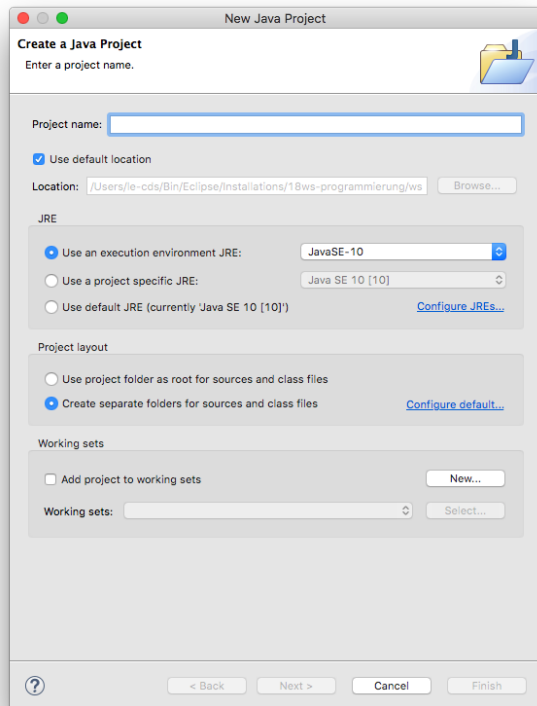 New Java Project
Create a Java Project
Enter a project name.
Project name:
Use default location
Location: /Users/le-cds/Bin/Eclipse/Installations/18ws-programmierung/ws Browse...
JRE
Use an execution environment JRE: JavaSE-10
Use a project specific JRE: Java SE 10 [10]
Use default JRE (currently 'Java SE 10 [10]') Configure JREs...
Project layout
Use project folder as root for sources and class files
Create separate folders for sources and class files Configure default...
Working sets
Add project to working sets New...
Working sets: Select...
? < Back Next > Cancel Finish